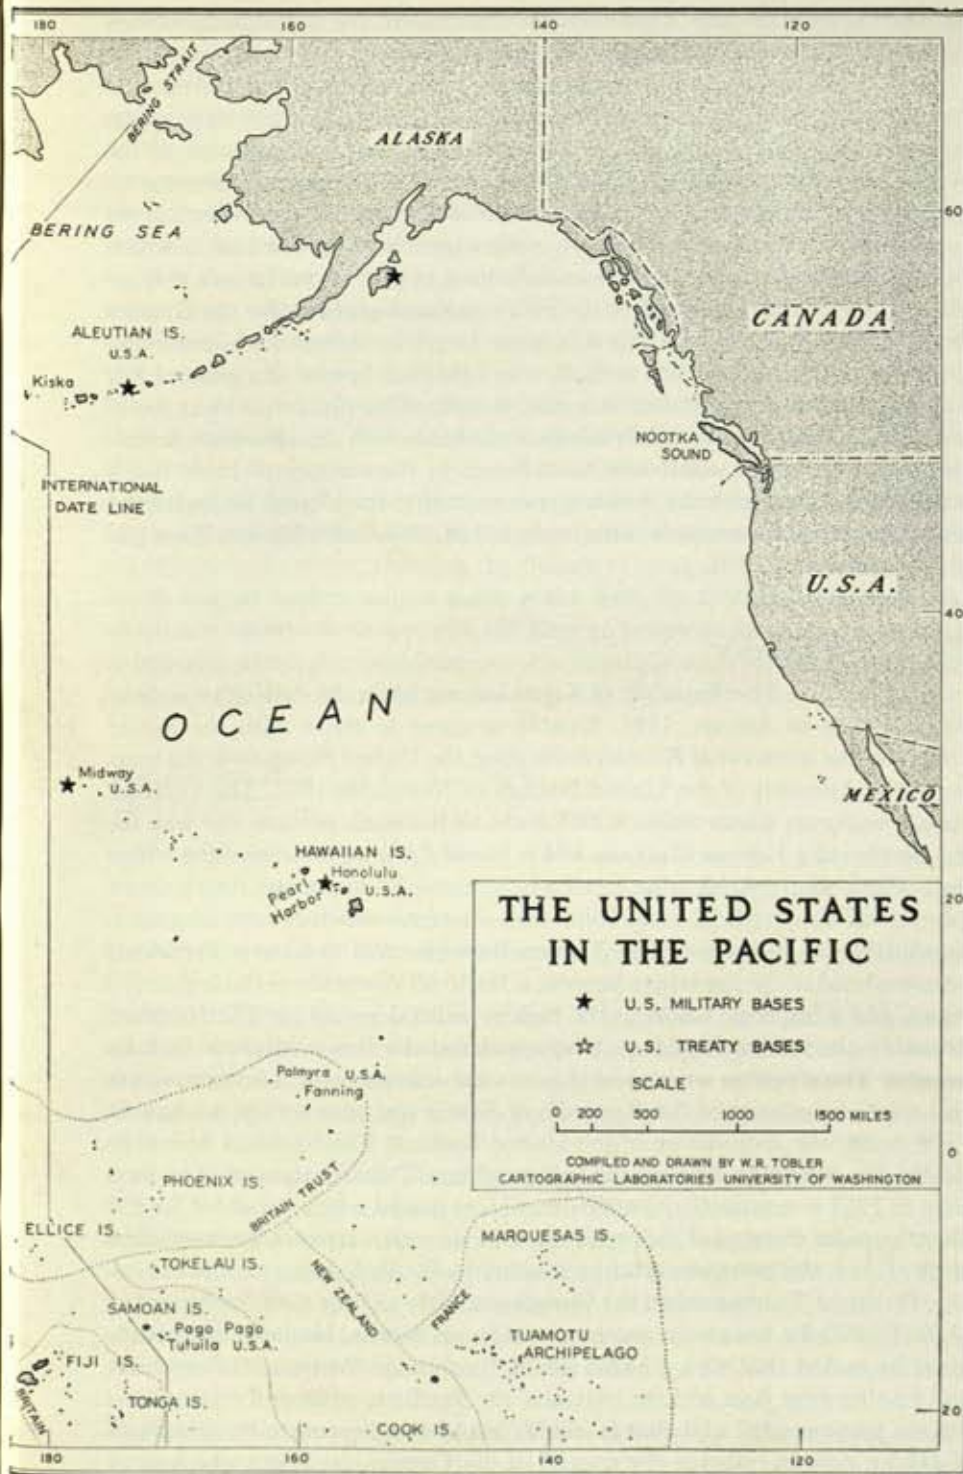 180 160 140 120
BERING STRAIT
ALASKA
60
BERING SEA
CANADA
ALEUTIAN IS.
U.S.A.
Kiska
NOOTKA
SOUND
INTERNATIONAL
DATE LINE
U.S.A.
40
OCEAN
Midway
U.S.A.
MEXICO
HAWAIIAN IS.
Honolulu
Pearl
Harbor
U.S.A.
20
THE UNITED STATES
IN THE PACIFIC
★ U.S. MILITARY BASES
☆ U.S. TREATY BASES
SCALE
0 200 500 1000 1500 MILES
COMPILED AND DRAWN BY W.R. TOBLER
CARTOGRAPHIC LABORATORIES UNIVERSITY OF WASHINGTON
Palmyra U.S.A.
Fanning
0
PHOENIX IS.
BRITAIN TRUST
ELLICE IS.
MARQUESAS IS.
TOKELAU IS.
NEW ZEALAND
FRANCE
SAMOAN IS.
Pago Pago
Tutuila U.S.A.
TUAMOTU
ARCHIPELAGO
FIJI IS.
BRITAIN
TONGA IS.
COOK IS.
20
180 160 120